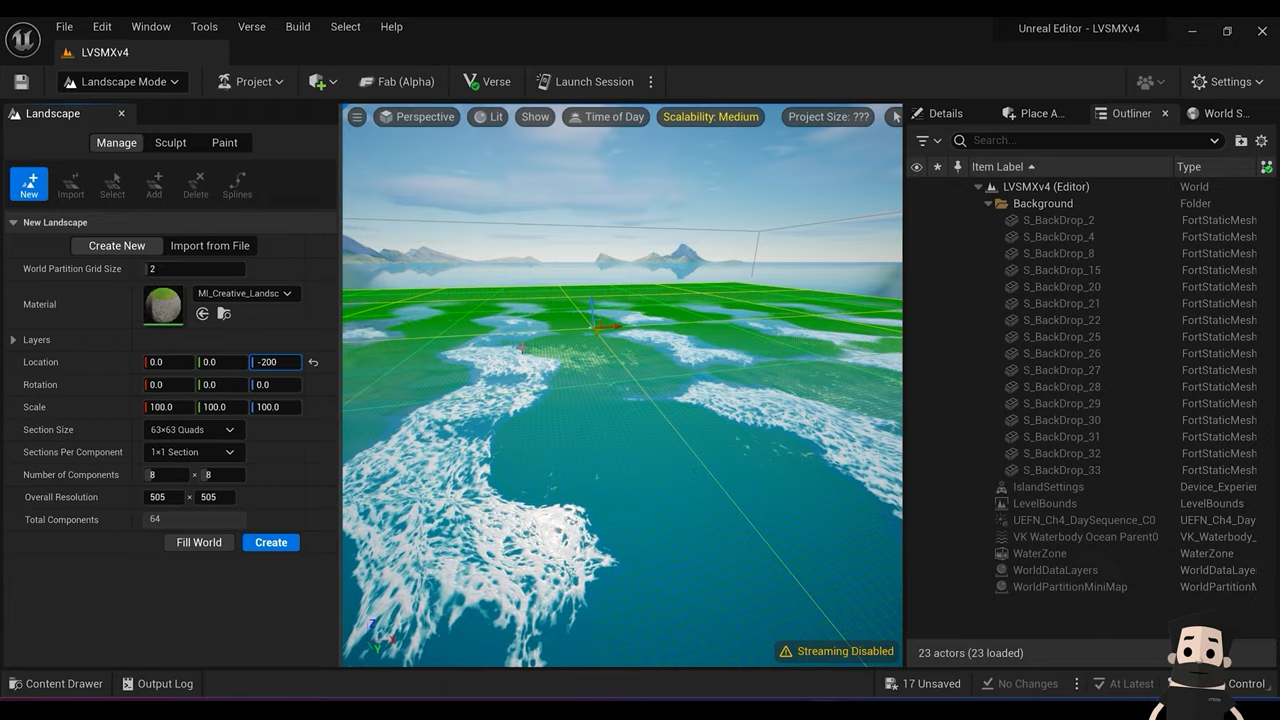 File Edit Window Tools Verse Build Select Help
Unreal Editor - LVSMXv4
LVSMXv4
Landscape Mode
Project
Fab (Alpha)
Verse
Launch Session
Settings
Landscape
Manage
Sculpt
Paint
New
Import
Select
Add
Delete
Splines
New Landscape
Create New
Import from File
World Partition Grid Size 2
Material MI_Creative_Landsc
Layers
Location 0.0 0.0 -200
Rotation 0.0 0.0 0.0
Scale 100.0 100.0 100.0
Section Size 63×63 Quads
Sections Per Component 1×1 Section
Number of Components 8 × 8
Overall Resolution 505 × 505
Total Components 64
Fill World
Create
Perspective
Lit
Show
Time of Day
Scalability: Medium
Project Size: ???
Z
X
Y
Streaming Disabled
Details
Place A...
Outliner
World S...
Search...
Item Label Type
LVSMXv4 (Editor) World
Background Folder
S_BackDrop_2 FortStaticMesh
S_BackDrop_4 FortStaticMesh
S_BackDrop_8 FortStaticMesh
S_BackDrop_15 FortStaticMesh
S_BackDrop_20 FortStaticMesh
S_BackDrop_21 FortStaticMesh
S_BackDrop_22 FortStaticMesh
S_BackDrop_25 FortStaticMesh
S_BackDrop_26 FortStaticMesh
S_BackDrop_27 FortStaticMesh
S_BackDrop_28 FortStaticMesh
S_BackDrop_29 FortStaticMesh
S_BackDrop_30 FortStaticMesh
S_BackDrop_31 FortStaticMesh
S_BackDrop_32 FortStaticMesh
S_BackDrop_33 FortStaticMesh
IslandSettings Device_Experier
LevelBounds LevelBounds
UEFN_Ch4_DaySequence_C0 UEFN_Ch4_Day
VK Waterbody Ocean Parent0 VK_Waterbody_
WaterZone WaterZone
WorldDataLayers WorldDataLaye
WorldPartitionMiniMap WorldPartitionM
23 actors (23 loaded)
Content Drawer
Output Log
17 Unsaved
No Changes
At Latest
Control